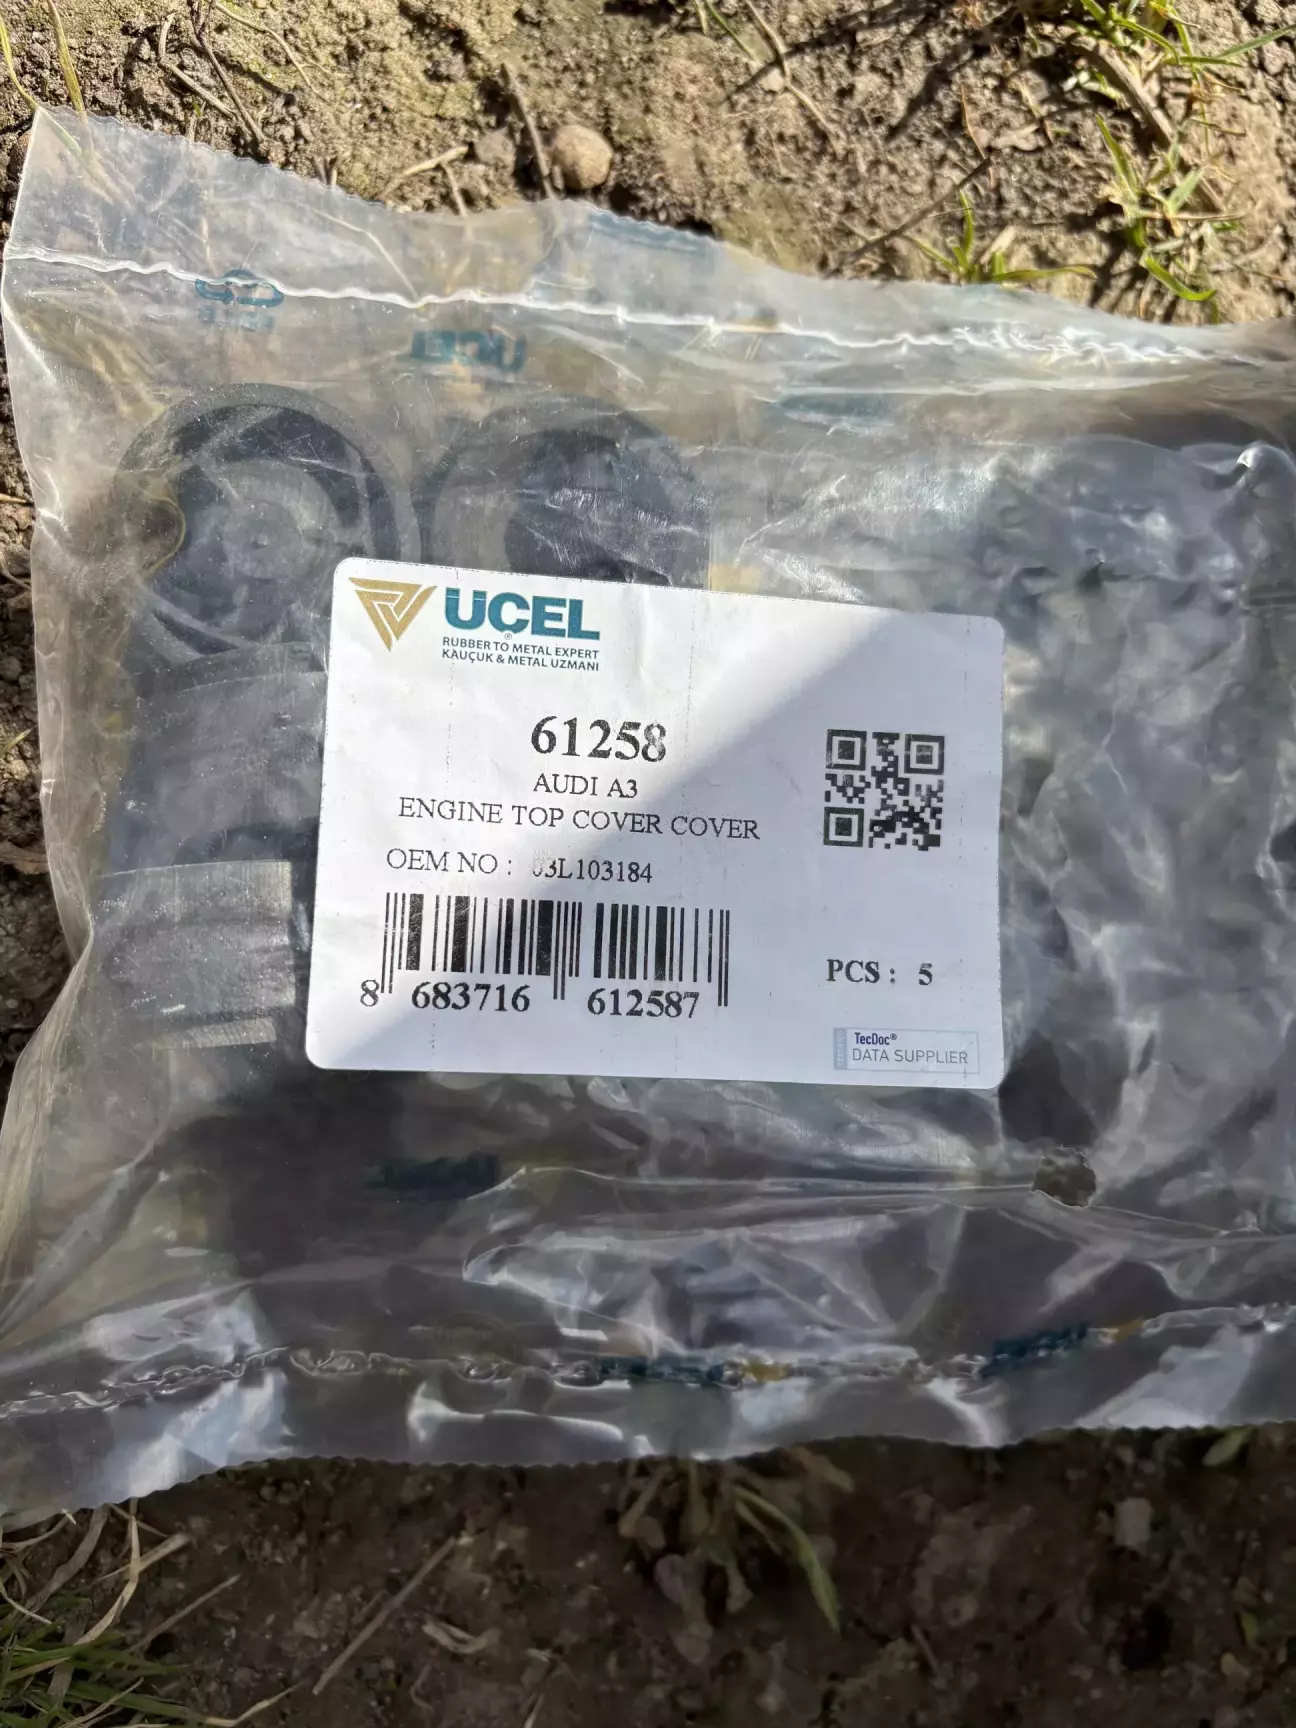 UCEL
UÇEL®
RUBBER TO METAL EXPERT
KAUÇUK & METAL UZMANI
61258
AUDI A3
ENGINE TOP COVER COVER
OEM NO : 03L103184
8 683716 612587
PCS : 5
TecDoc®
DATA SUPPLIER